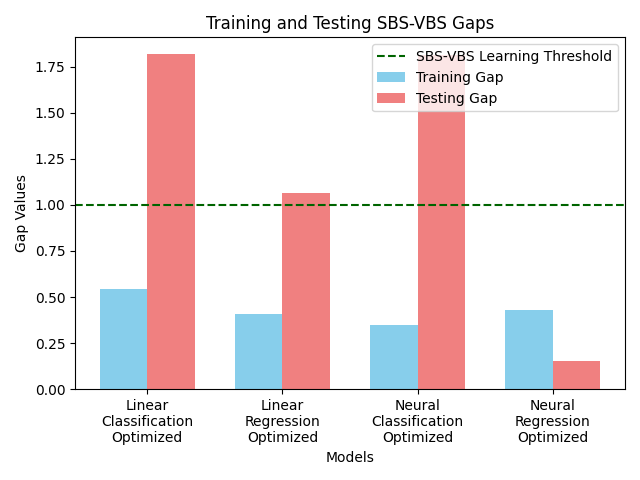 Training and Testing SBS-VBS Gaps
SBS-VBS Learning Threshold
Training Gap
Testing Gap
Gap Values
1.75
1.50
1.25
1.00
0.75
0.50
0.25
0.00
Linear
Classification
Optimized
Linear
Regression
Optimized
Neural
Classification
Optimized
Neural
Regression
Optimized
Models